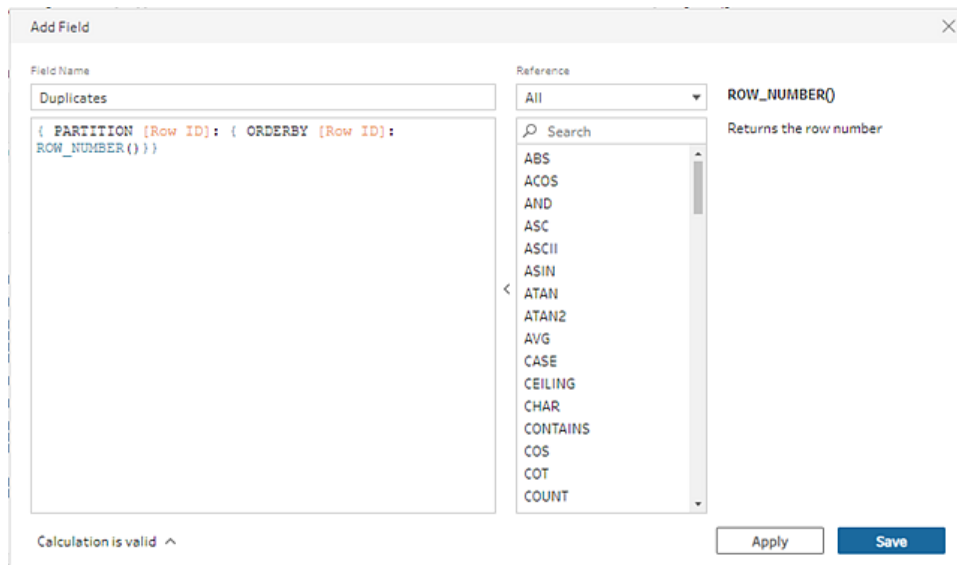 Add Field
Field Name
Duplicates
{ PARTITION [Row ID]: { ORDERBY [Row ID]:
ROW_NUMBER()}}
Reference
All
Search
ABS
ACOS
AND
ASC
ASCII
ASIN
ATAN
ATAN2
AVG
CASE
CEILING
CHAR
CONTAINS
COS
COT
COUNT
ROW_NUMBER()
Returns the row number
Calculation is valid
Apply
Save